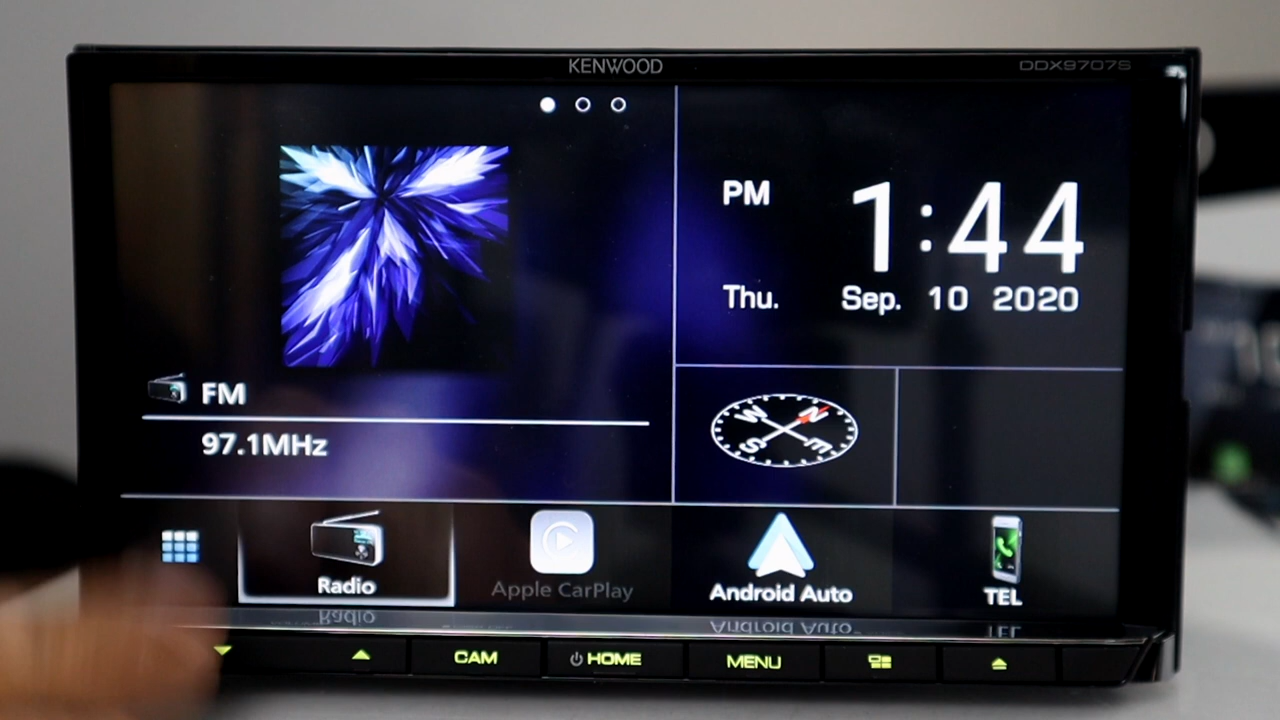 KENWOOD
DDX9707S
PM 1:44
Thu. Sep. 10 2020
FM
97.1MHz
N
W
S
E
Radio
Apple CarPlay
Android Auto
TEL
CAM
HOME
MENU